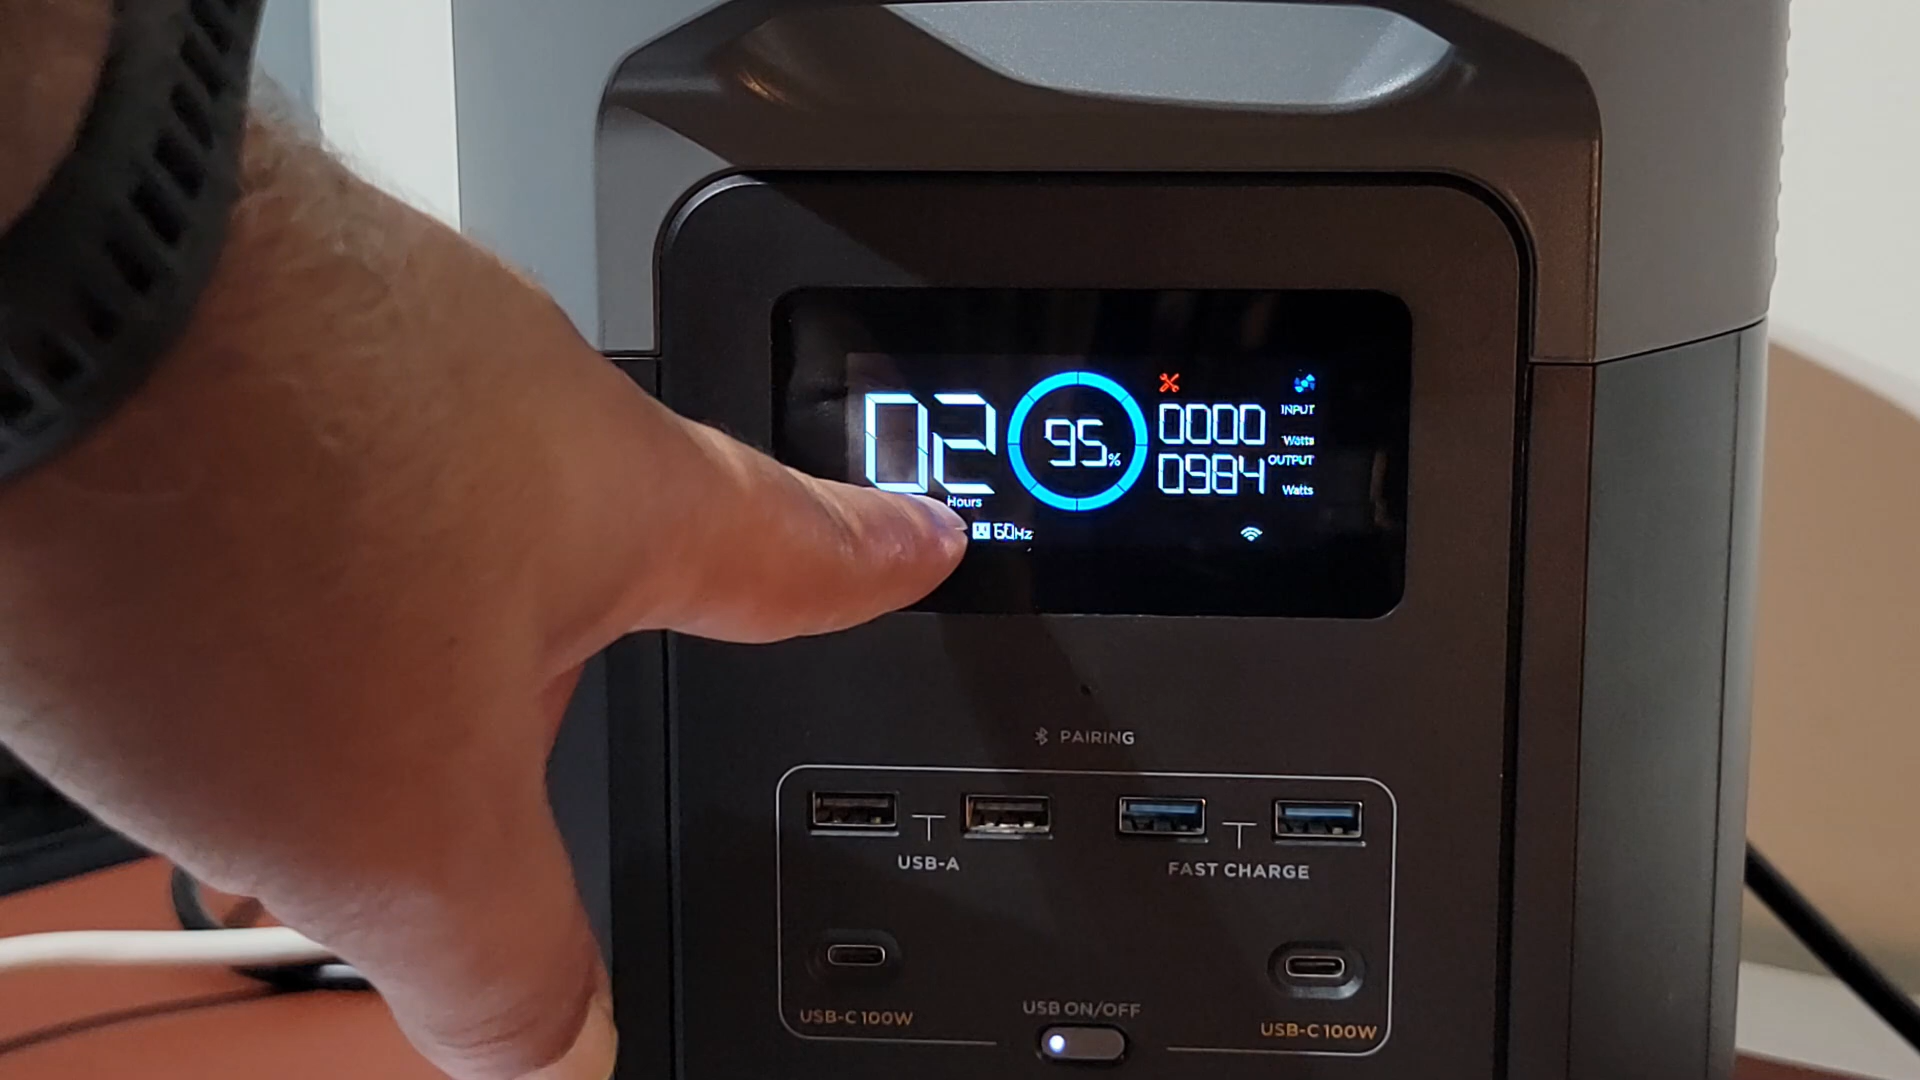 02
Hours
95%
0000
INPUT
Watts
0984
OUTPUT
Watts
60Hz
PAIRING
USB-A
FAST CHARGE
USB-C 100W
USB ON/OFF
USB-C 100W